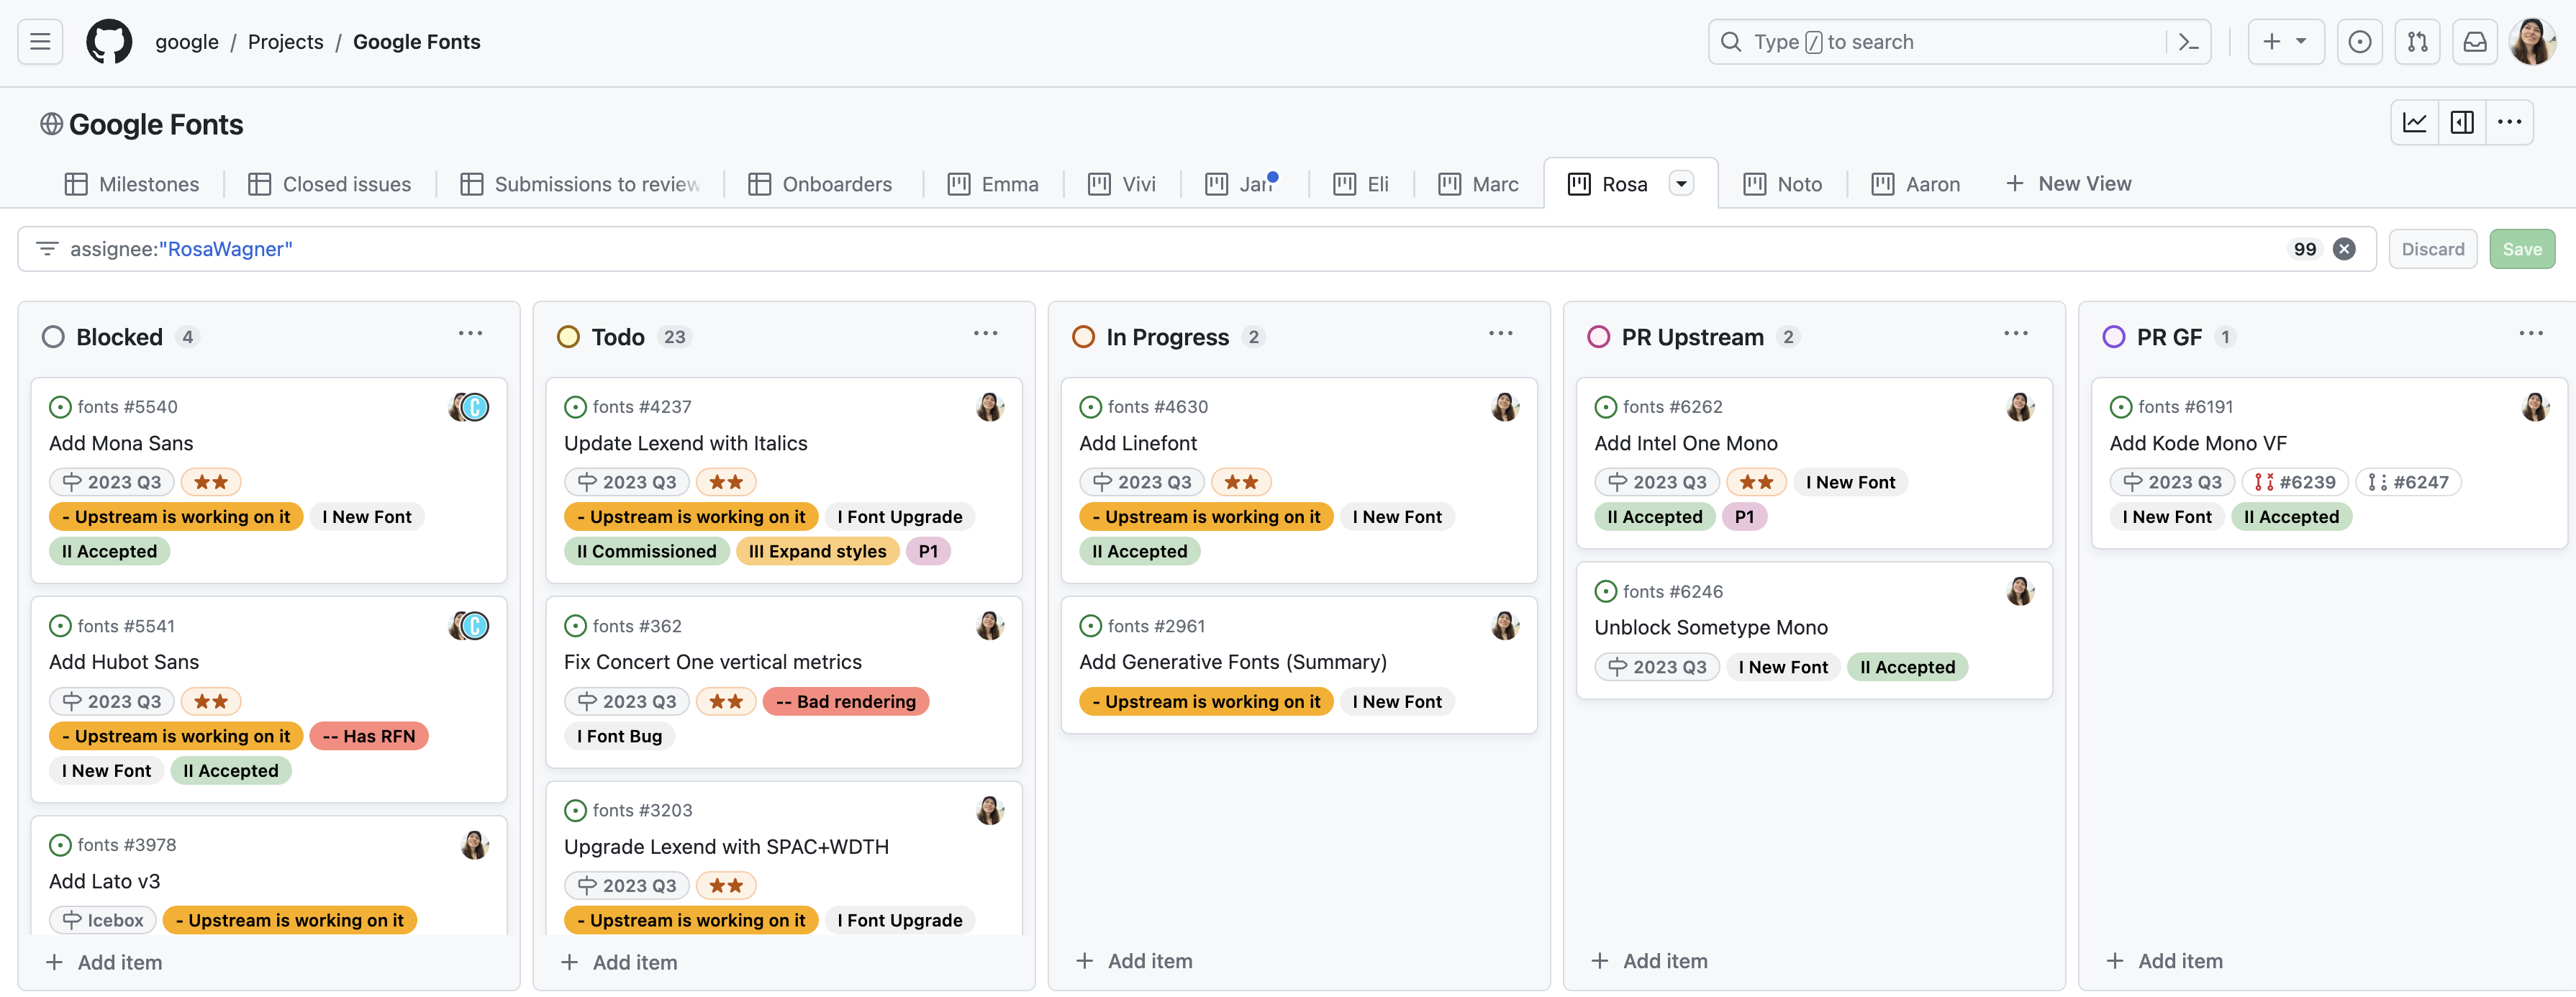 google / Projects / Google Fonts
Type / to search
Google Fonts
Milestones
Closed issues
Submissions to review
Onboarders
Emma
Vivi
Jan
Eli
Marc
Rosa
Noto
Aaron
New View
assignee:"RosaWagner"
99
Discard
Save
Blocked 4
fonts #5540
Add Mona Sans
2023 Q3 ★★
- Upstream is working on it I New Font
II Accepted
fonts #5541
Add Hubot Sans
2023 Q3 ★★
- Upstream is working on it -- Has RFN
I New Font II Accepted
fonts #3978
Add Lato v3
Icebox - Upstream is working on it
+ Add item
Todo 23
fonts #4237
Update Lexend with Italics
2023 Q3 ★★
- Upstream is working on it I Font Upgrade
II Commissioned III Expand styles P1
fonts #362
Fix Concert One vertical metrics
2023 Q3 ★★ -- Bad rendering
I Font Bug
fonts #3203
Upgrade Lexend with SPAC+WDTH
2023 Q3 ★★
- Upstream is working on it I Font Upgrade
+ Add item
In Progress 2
fonts #4630
Add Linefont
2023 Q3 ★★
- Upstream is working on it I New Font
II Accepted
fonts #2961
Add Generative Fonts (Summary)
- Upstream is working on it I New Font
+ Add item
PR Upstream 2
fonts #6262
Add Intel One Mono
2023 Q3 ★★ I New Font
II Accepted P1
fonts #6246
Unblock Sometype Mono
2023 Q3 I New Font II Accepted
+ Add item
PR GF 1
fonts #6191
Add Kode Mono VF
2023 Q3 #6239 #6247
I New Font II Accepted
+ Add item